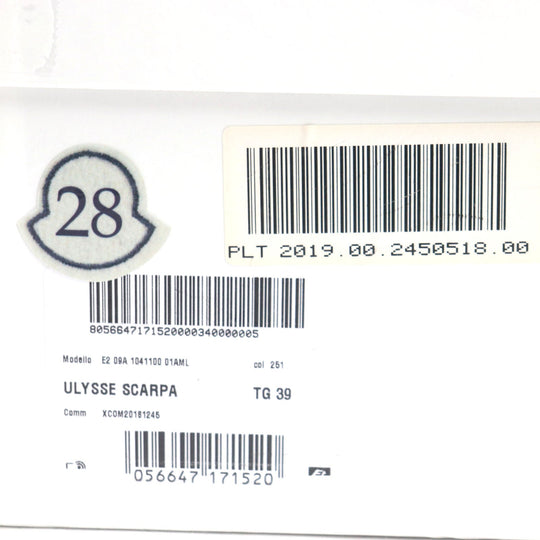 28
PLT 2019.00.2450518.00
8056647171520000340000005
Modello E2 09A 1041100 01AML col 251
ULYSSE SCARPA TG 39
Comm XCOM20181245
056647 171520